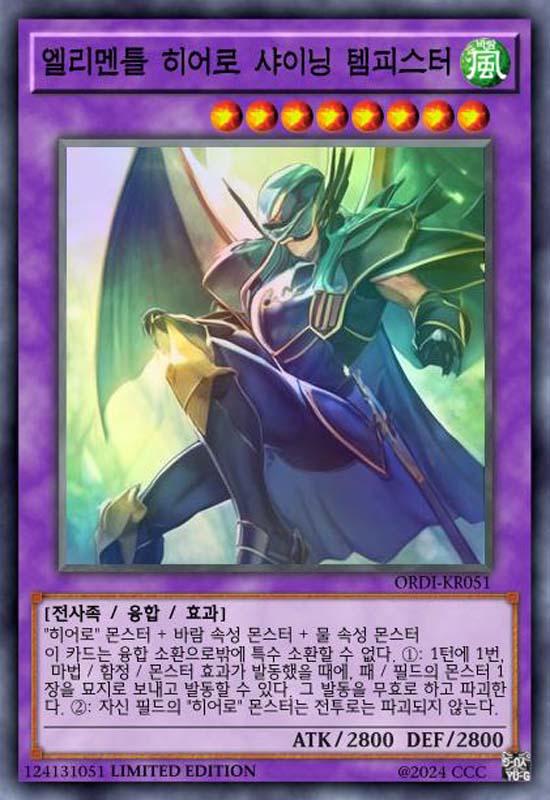 엘리멘틀 히어로 샤이닝 템피스터
바람
風
ORDI-KR051
[전사족 / 융합 / 효과]
"히어로" 몬스터 + 바람 속성 몬스터 + 물 속성 몬스터
이 카드는 융합 소환으로밖에 특수 소환할 수 없다. ①: 1턴에 1번,
마법 / 함정 / 몬스터 효과가 발동했을 때에, 패 / 필드의 몬스터 1
장을 묘지로 보내고 발동할 수 있다. 그 발동을 무효로 하고 파괴한
다. ②: 자신 필드의 "히어로" 몬스터는 전투로는 파괴되지 않는다.
ATK/2800 DEF/2800
124131051 LIMITED EDITION
@2024 CCC